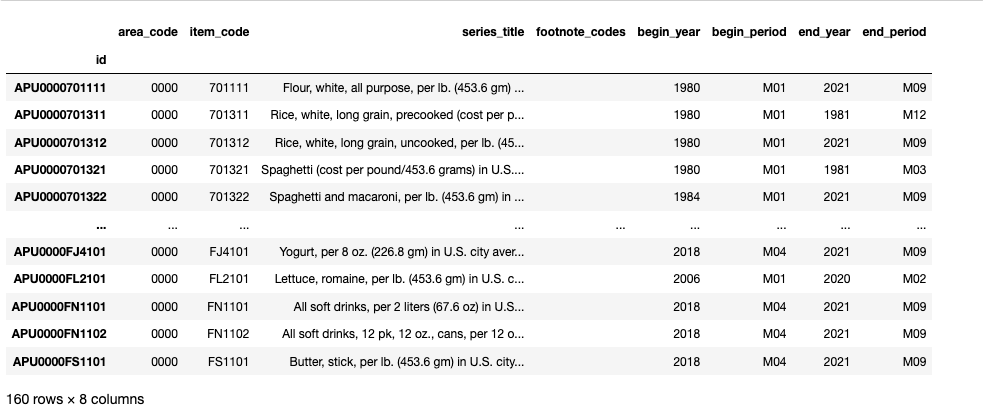 area_code item_code series_title footnote_codes begin_year begin_period end_year end_period
id
APU0000701111 0000 701111 Flour, white, all purpose, per lb. (453.6 gm) ... 1980 M01 2021 M09
APU0000701311 0000 701311 Rice, white, long grain, precooked (cost per p... 1980 M01 1981 M12
APU0000701312 0000 701312 Rice, white, long grain, uncooked, per lb. (45... 1980 M01 2021 M09
APU0000701321 0000 701321 Spaghetti (cost per pound/453.6 grams) in U.S.... 1980 M01 1981 M03
APU0000701322 0000 701322 Spaghetti and macaroni, per lb. (453.6 gm) in ... 1984 M01 2021 M09
... ... ... ... ... ... ... ... ...
APU0000FJ4101 0000 FJ4101 Yogurt, per 8 oz. (226.8 gm) in U.S. city aver... 2018 M04 2021 M09
APU0000FL2101 0000 FL2101 Lettuce, romaine, per lb. (453.6 gm) in U.S. c... 2006 M01 2020 M02
APU0000FN1101 0000 FN1101 All soft drinks, per 2 liters (67.6 oz) in U.S... 2018 M04 2021 M09
APU0000FN1102 0000 FN1102 All soft drinks, 12 pk, 12 oz., cans, per 12 o... 2018 M04 2021 M09
APU0000FS1101 0000 FS1101 Butter, stick, per lb. (453.6 gm) in U.S. city... 2018 M04 2021 M09
160 rows × 8 columns